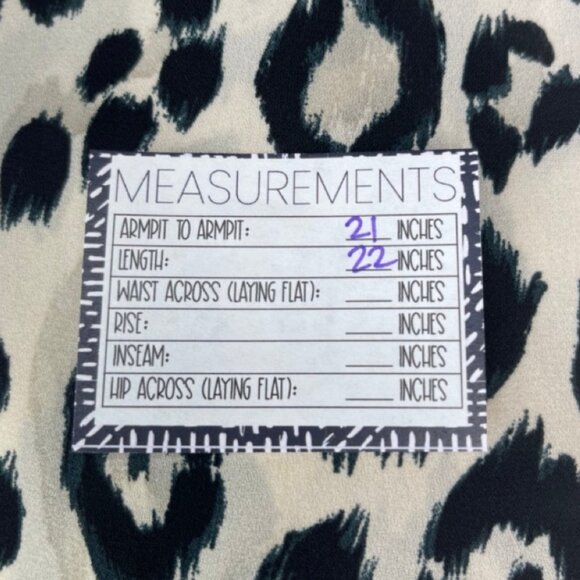 MEASUREMENTS
ARMPIT TO ARMPIT: 21 INCHES
LENGTH: 22 INCHES
WAIST ACROSS (LAYING FLAT): ____ INCHES
RISE: ____ INCHES
INSEAM: ____ INCHES
HIP ACROSS (LAYING FLAT): ____ INCHES